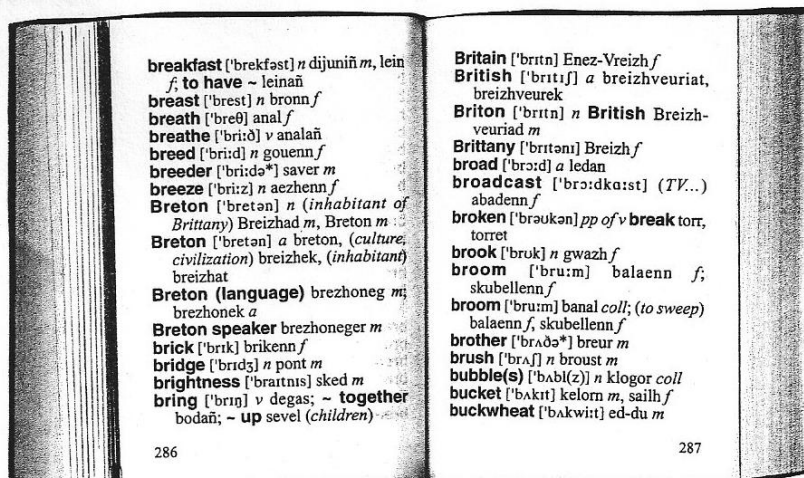 breakfast ['brekfəst] n dijuniñ m, lein
f; to have ~ leinañ
breast ['brest] n bronn f
breath ['breθ] anal f
breathe ['bri:ð] v analañ
breed ['bri:d] n gouenn f
breeder ['bri:də*] saver m
breeze ['bri:z] n aezhenn f
Breton ['bretən] n (inhabitant of
Brittany) Breizhad m, Breton m
Breton ['bretən] a breton, (culture,
civilization) breizhek, (inhabitant)
breizhat
Breton (language) brezhoneg m;
brezhonek a
Breton speaker brezhoneger m
brick ['brɪk] brikenn f
bridge ['brɪdʒ] n pont m
brightness ['braɪtnɪs] sked m
bring ['brɪŋ] v degas; ~ together
bodañ; ~ up sevel (children)
286
Britain ['brɪtn] Enez-Vreizh f
British ['brɪtɪʃ] a breizhveuriat,
breizhveurek
Briton ['brɪtn] n British Breizh-
veuriad m
Brittany ['brɪtənɪ] Breizh f
broad ['brɔ:d] a ledan
broadcast ['brɔ:dkɑ:st] (TV...)
abadenn f
broken ['brəʊkən] pp of v break torr,
torret
brook ['brʊk] n gwazh f
broom ['bru:m] balaenn f;
skubellenn f
broom ['bru:m] banal coll; (to sweep)
balaenn f, skubellenn f
brother ['brʌðə*] breur m
brush ['brʌʃ] n broust m
bubble(s) ['bʌbl(z)] n klogor coll
bucket ['bʌkɪt] kelorn m, sailh f
buckwheat ['bʌkwi:t] ed-du m
287